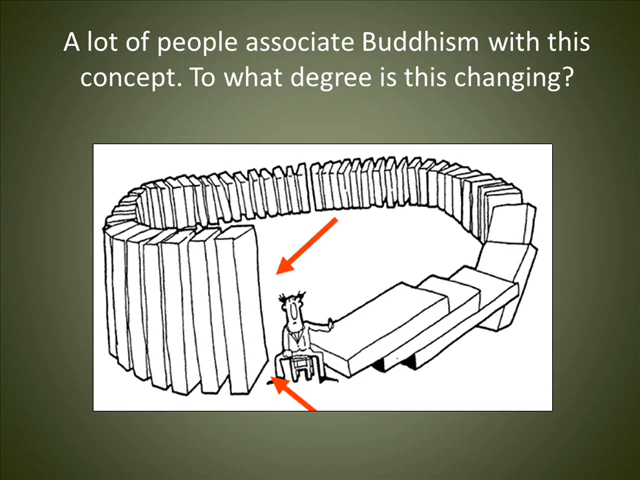 A lot of people associate Buddhism with this
concept. To what degree is this changing?